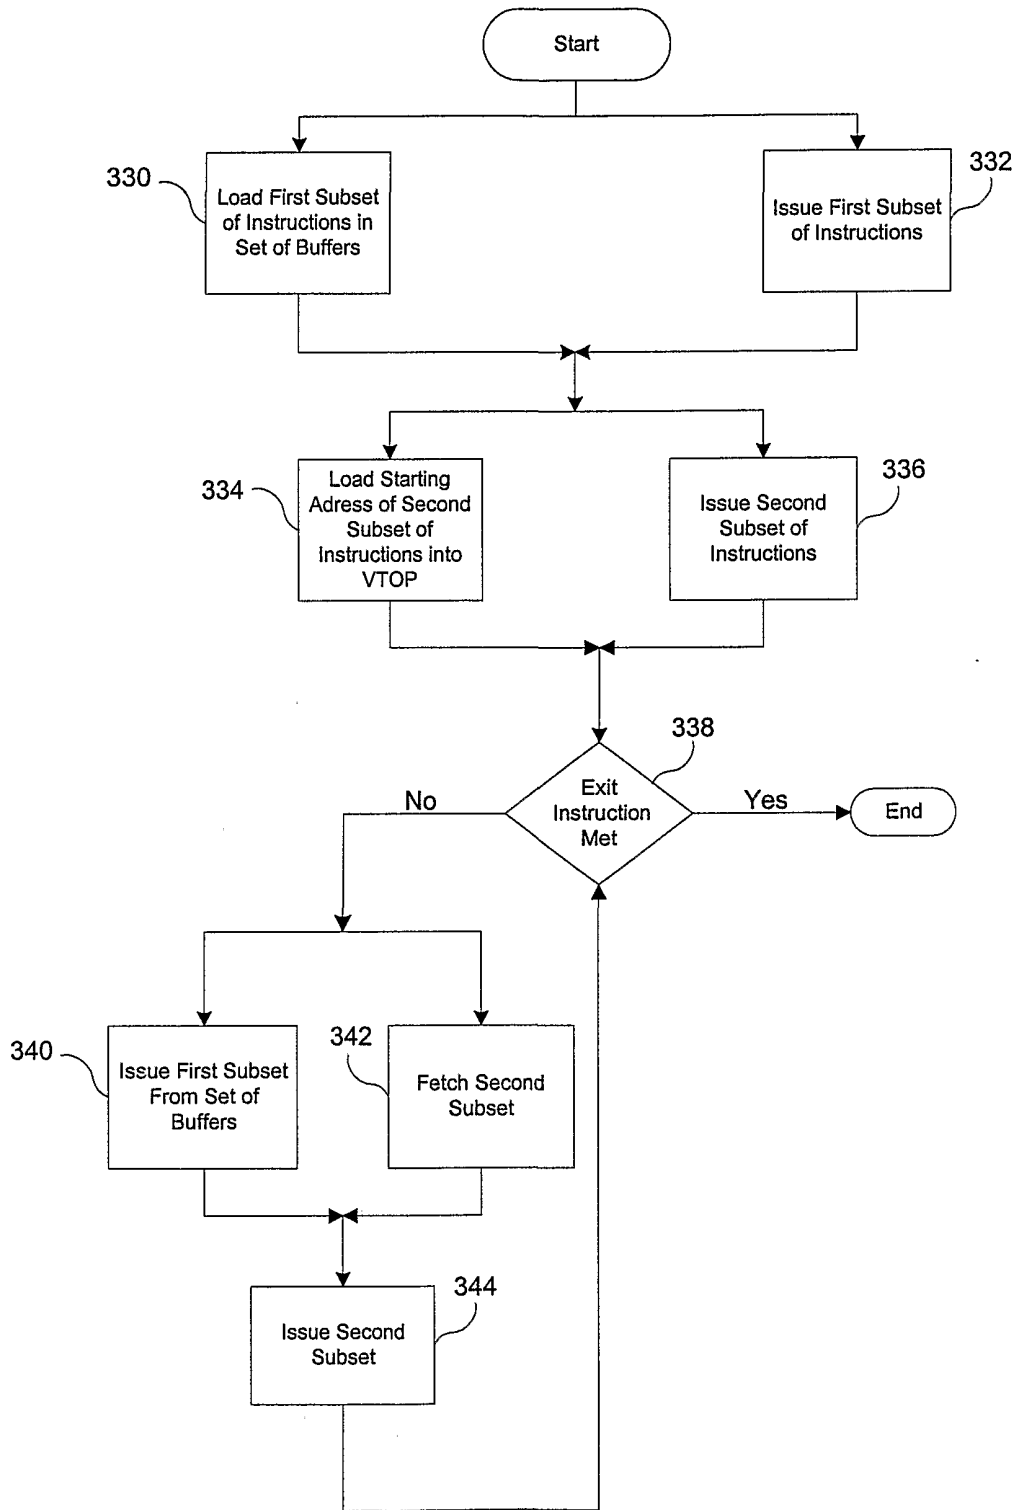 Start
330
Load First Subset
of Instructions in
Set of Buffers
332
Issue First Subset
of Instructions
334
Load Starting
Adress of Second
Subset of
Instructions into
VTOP
336
Issue Second
Subset of
Instructions
338
Exit
Instruction
Met
No
Yes
End
340
Issue First Subset
From Set of
Buffers
342
Fetch Second
Subset
344
Issue Second
Subset